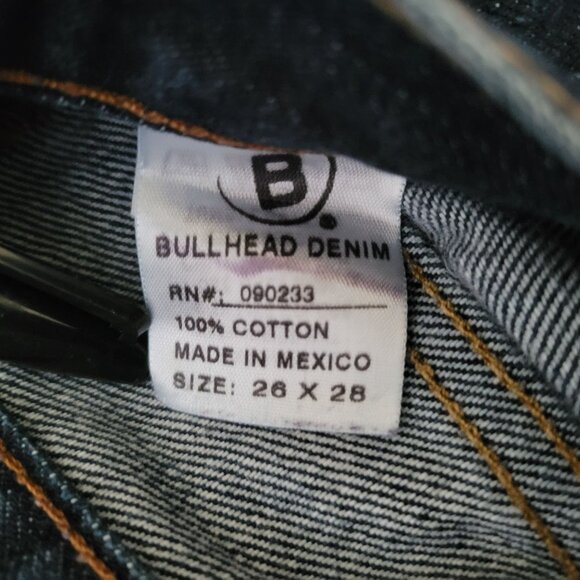 B
BULLHEAD DENIM
RN#: 090233
100% COTTON
MADE IN MEXICO
SIZE: 26 X 28